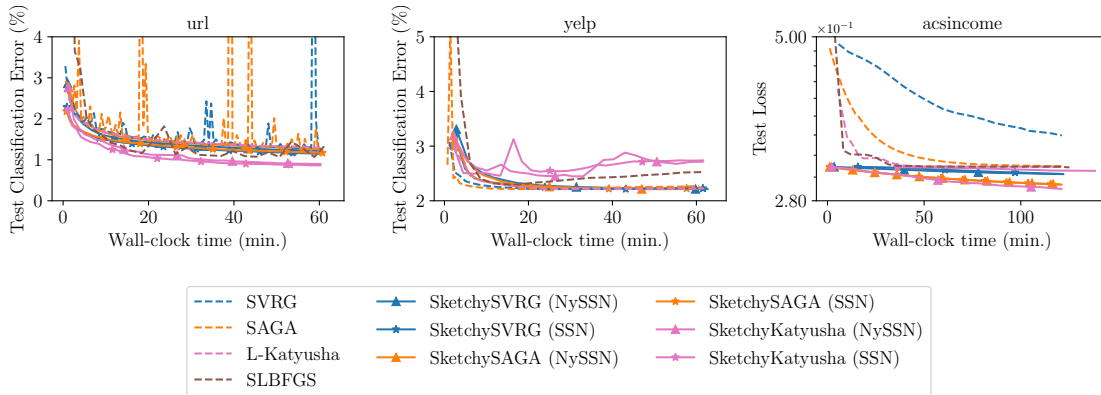 url
Test Classification Error (%)
4
3
2
1
0
0
20
40
60
Wall-clock time (min.)
yelp
Test Classification Error (%)
5
4
3
2
0
20
40
60
Wall-clock time (min.)
acsincome
×10⁻¹
Test Loss
5.00
2.80
0
50
100
Wall-clock time (min.)
SVRG
SAGA
L-Katyusha
SLBFGS
SketchySVRG (NySSN)
SketchySVRG (SSN)
SketchySAGA (NySSN)
SketchySAGA (SSN)
SketchyKatyusha (NySSN)
SketchyKatyusha (SSN)